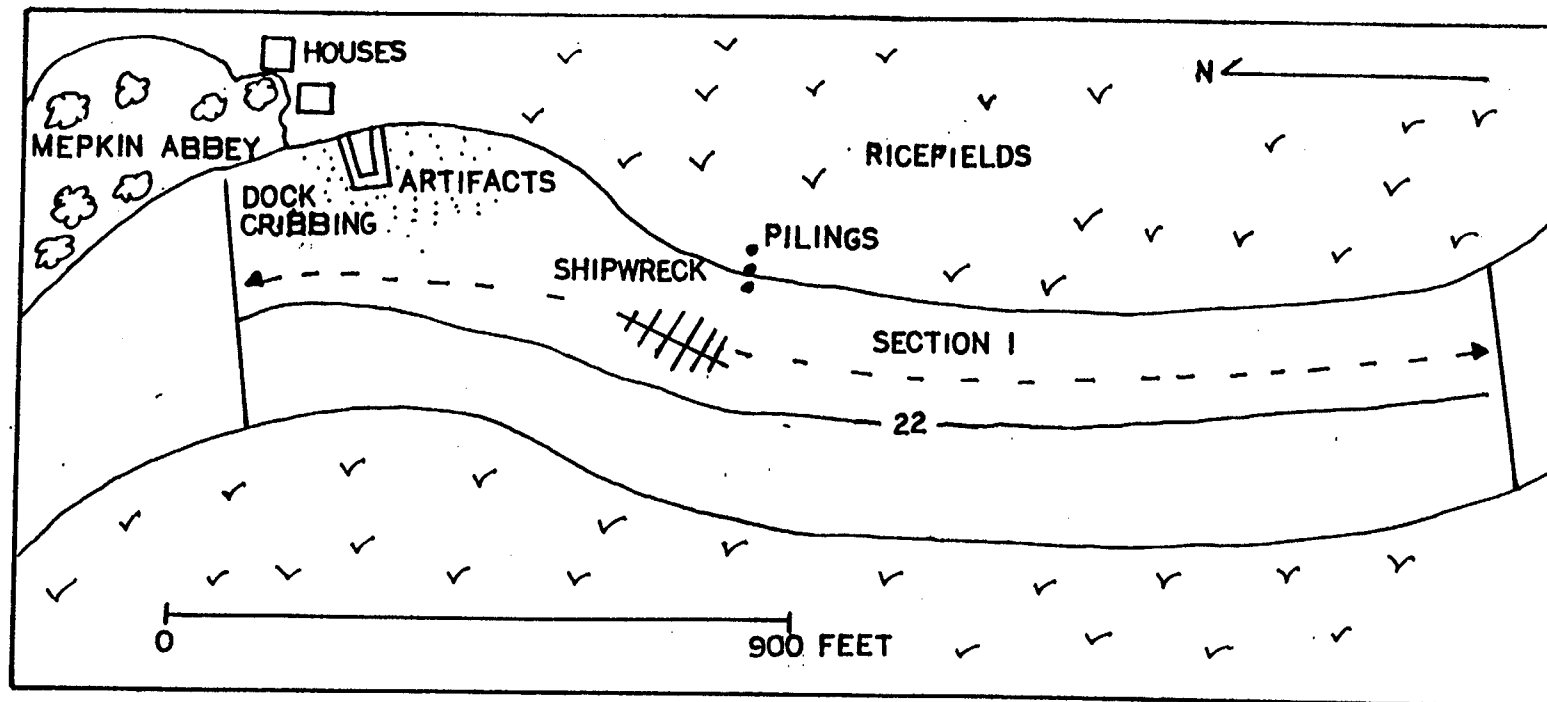 HOUSES
N
MEPKIN ABBEY
RICEFIELDS
DOCK
CRIBBING
ARTIFACTS
PILINGS
SHIPWRECK
SECTION I
22
0
900 FEET